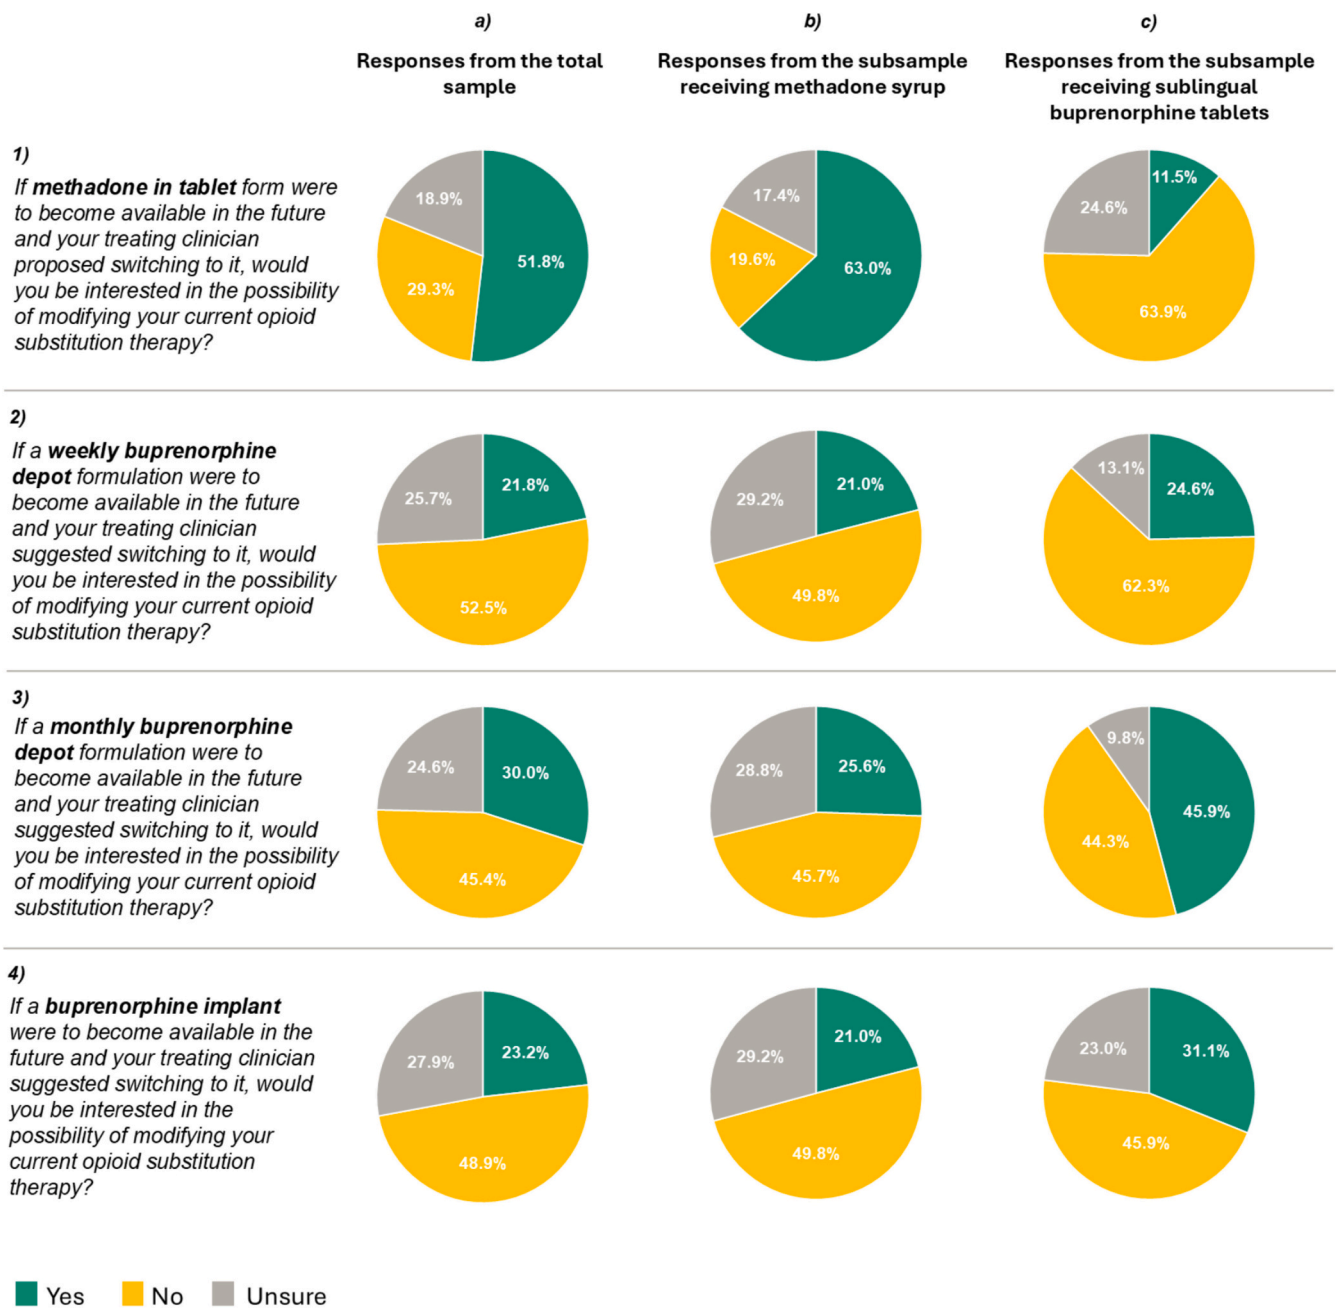 a)
b)
c)
Responses from the total
sample
Responses from the subsample
receiving methadone syrup
Responses from the subsample
receiving sublingual
buprenorphine tablets
1)
If methadone in tablet form were
to become available in the future
and your treating clinician
proposed switching to it, would
you be interested in the possibility
of modifying your current opioid
substitution therapy?
18.9%
51.8%
29.3%
17.4%
19.6%
63.0%
11.5%
24.6%
63.9%
2)
If a weekly buprenorphine
depot formulation were to
become available in the future
and your treating clinician
suggested switching to it, would
you be interested in the possibility
of modifying your current opioid
substitution therapy?
25.7%
21.8%
52.5%
29.2%
21.0%
49.8%
13.1%
24.6%
62.3%
3)
If a monthly buprenorphine
depot formulation were to
become available in the future
and your treating clinician
suggested switching to it, would
you be interested in the possibility
of modifying your current opioid
substitution therapy?
24.6%
30.0%
45.4%
28.8%
25.6%
45.7%
9.8%
45.9%
44.3%
4)
If a buprenorphine implant
were to become available in the
future and your treating clinician
suggested switching to it, would
you be interested in the
possibility of modifying your
current opioid substitution
therapy?
27.9%
23.2%
48.9%
29.2%
21.0%
49.8%
23.0%
31.1%
45.9%
Yes
No
Unsure